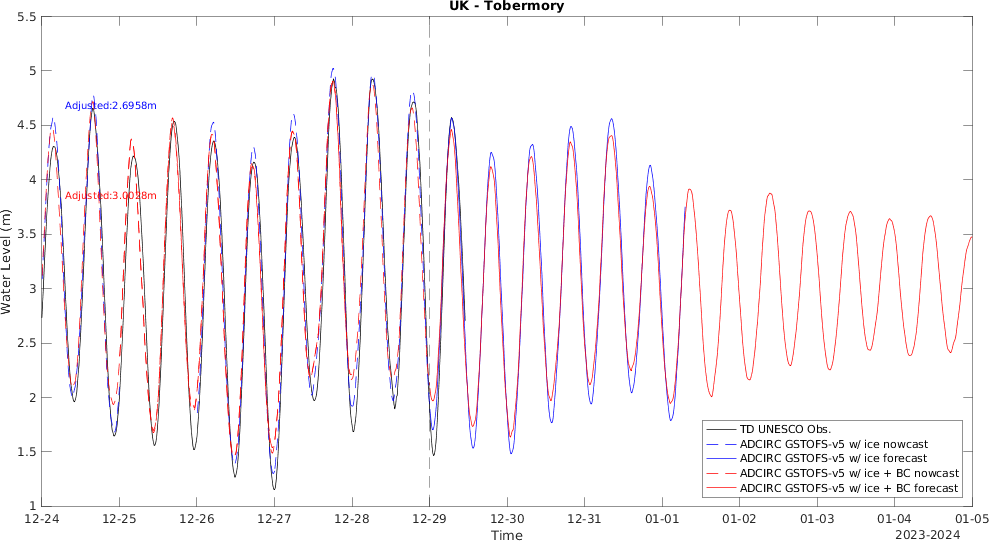 UK - Tobermory
5.5
5
4.5
4
3.5
3
2.5
2
1.5
1
Water Level (m)
Adjusted:2.6958m
Adjusted:3.0028m
TD UNESCO Obs.
ADCIRC GSTOFS-v5 w/ ice nowcast
ADCIRC GSTOFS-v5 w/ ice forecast
ADCIRC GSTOFS-v5 w/ ice + BC nowcast
ADCIRC GSTOFS-v5 w/ ice + BC forecast
12-24 12-25 12-26 12-27 12-28 12-29 12-30 12-31 01-01 01-02 01-03 01-04 01-05
Time
2023-2024